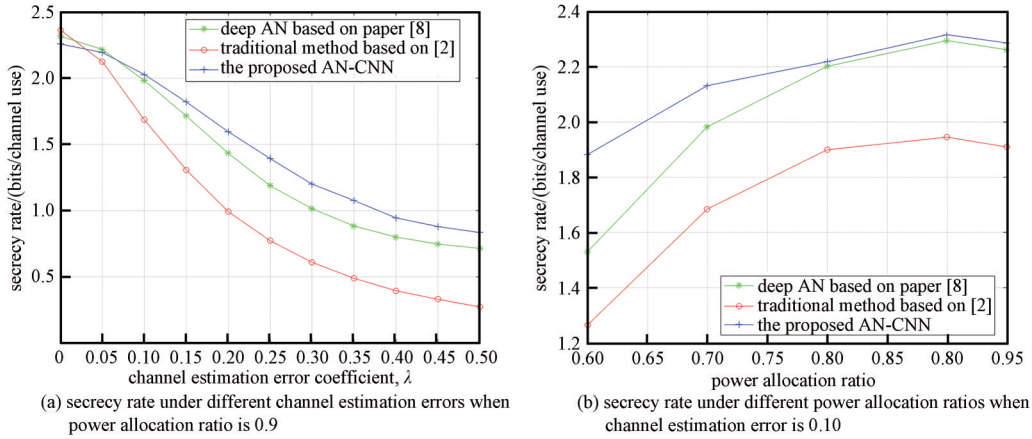 2.5
2.0
1.5
1.0
0.5
secrecy rate/(bits/channel use)
deep AN based on paper [8]
traditional method based on [2]
the proposed AN-CNN
0 0.05 0.10 0.15 0.20 0.25 0.30 0.35 0.40 0.45 0.50
channel estimation error coefficient, λ
(a) secrecy rate under different channel estimation errors when
power allocation ratio is 0.9
2.4
2.2
2.0
1.8
1.6
1.4
1.2
secrecy rate/(bits/channel use)
deep AN based on paper [8]
traditional method based on [2]
the proposed AN-CNN
0.60 0.65 0.70 0.75 0.80 0.80 0.80 0.95
power allocation ratio
(b) secrecy rate under different power allocation ratios when
channel estimation error is 0.10